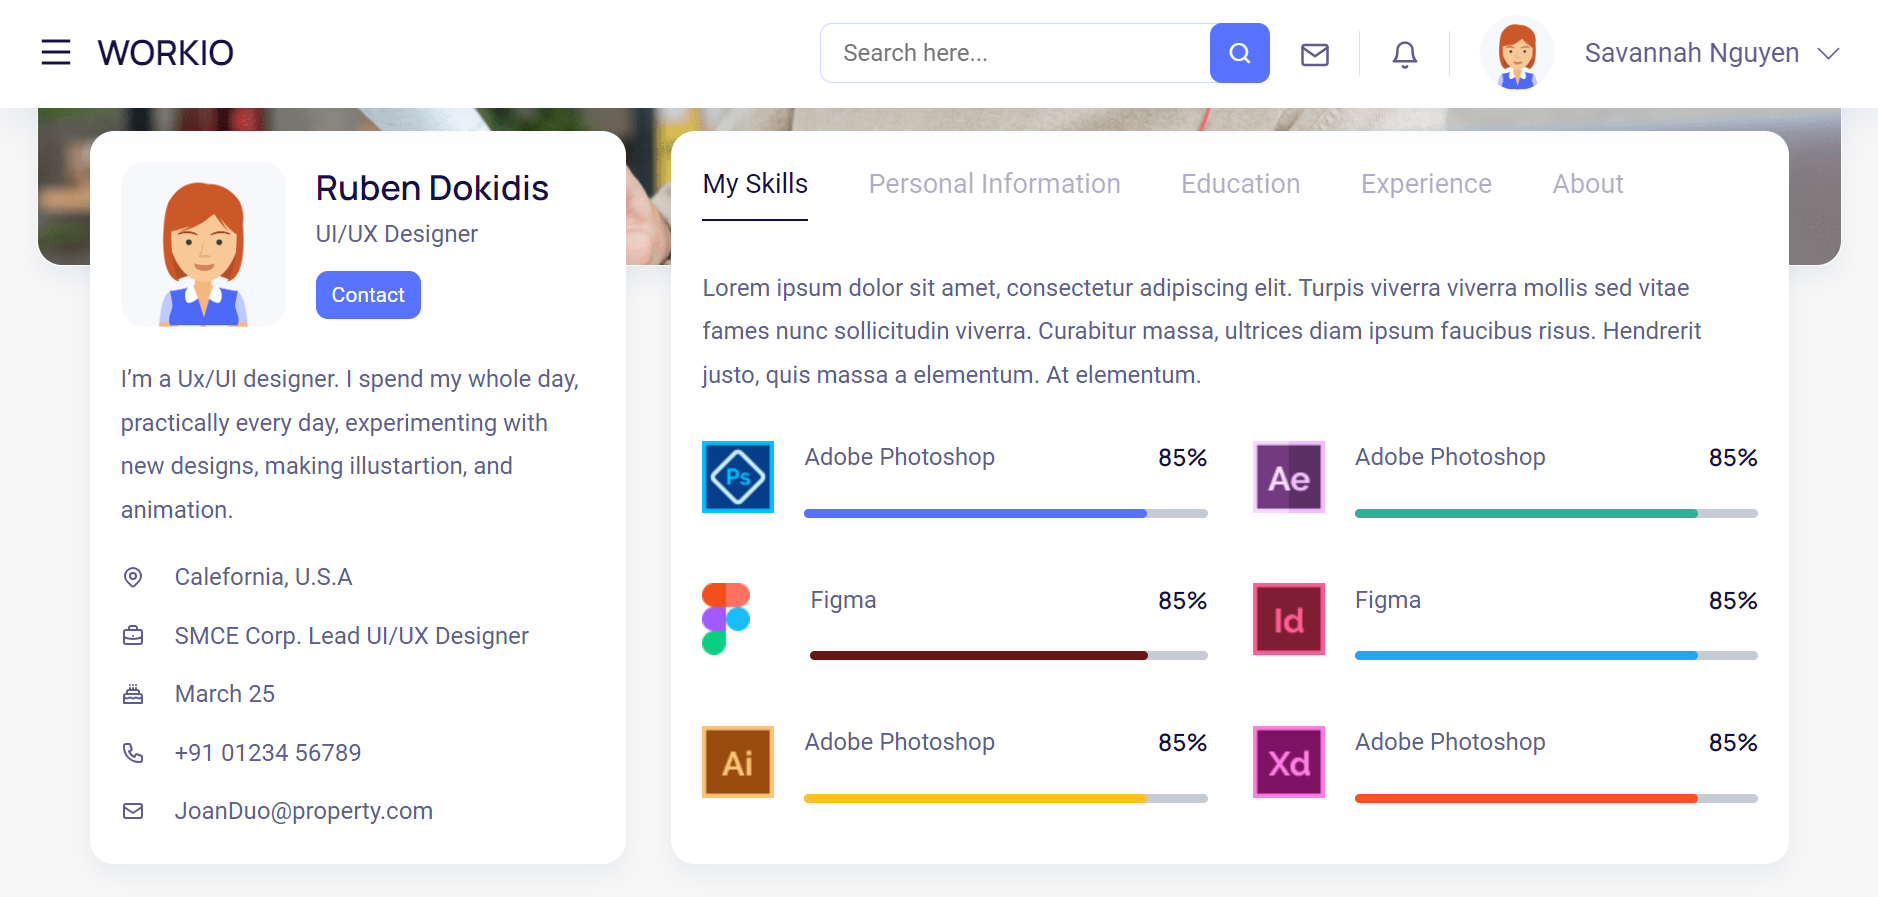 WORKIO
Search here...
Savannah Nguyen
Ruben Dokidis
UI/UX Designer
Contact
I’m a Ux/UI designer. I spend my whole day,
practically every day, experimenting with
new designs, making illustartion, and
animation.
Calefornia, U.S.A
SMCE Corp. Lead UI/UX Designer
March 25
+91 01234 56789
JoanDuo@property.com
My Skills Personal Information Education Experience About
Lorem ipsum dolor sit amet, consectetur adipiscing elit. Turpis viverra viverra mollis sed vitae
fames nunc sollicitudin viverra. Curabitur massa, ultrices diam ipsum faucibus risus. Hendrerit
justo, quis massa a elementum. At elementum.
Ps Adobe Photoshop 85%
Ae Adobe Photoshop 85%
Figma 85%
Id Figma 85%
Ai Adobe Photoshop 85%
Xd Adobe Photoshop 85%